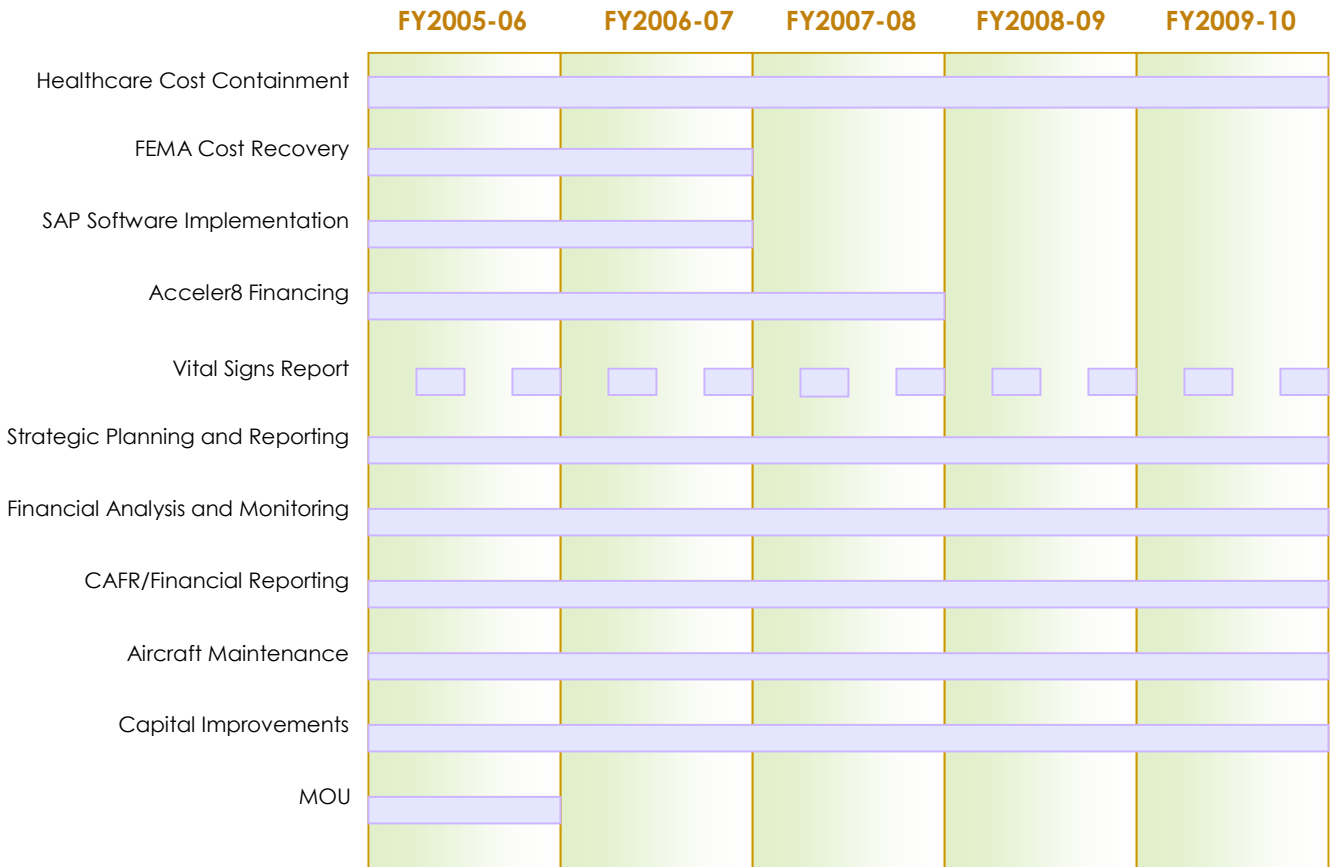 FY2005-06 FY2006-07 FY2007-08 FY2008-09 FY2009-10
Healthcare Cost Containment
FEMA Cost Recovery
SAP Software Implementation
Acceler8 Financing
Vital Signs Report
Strategic Planning and Reporting
Financial Analysis and Monitoring
CAFR/Financial Reporting
Aircraft Maintenance
Capital Improvements
MOU